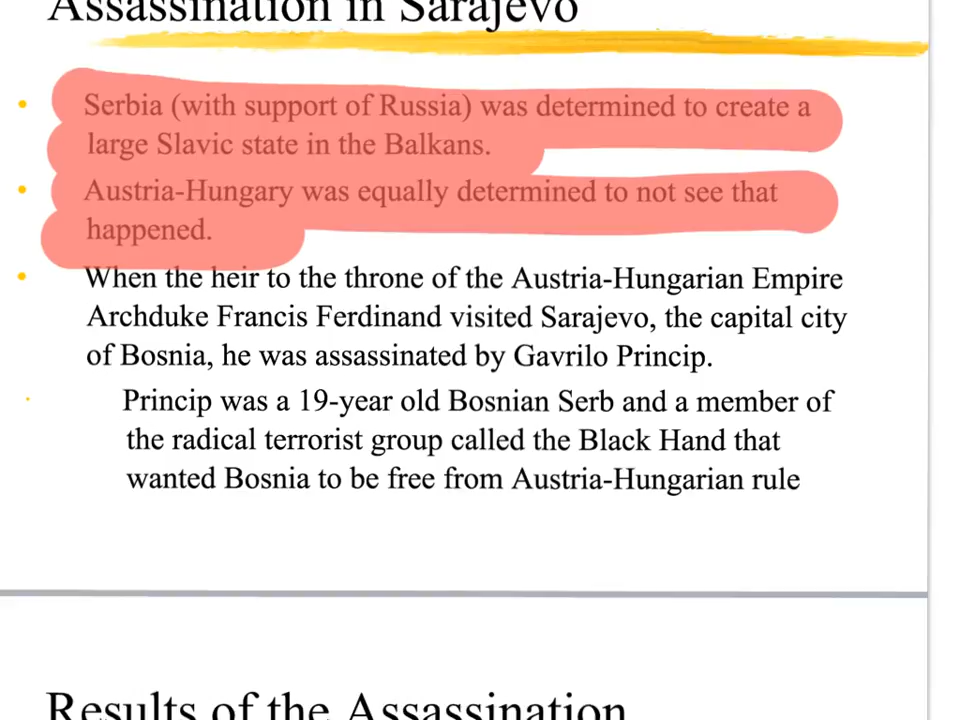 Assassination in Sarajevo
• Serbia (with support of Russia) was determined to create a
large Slavic state in the Balkans.
• Austria-Hungary was equally determined to not see that
happened.
• When the heir to the throne of the Austria-Hungarian Empire
Archduke Francis Ferdinand visited Sarajevo, the capital city
of Bosnia, he was assassinated by Gavrilo Princip.
• Princip was a 19-year old Bosnian Serb and a member of
the radical terrorist group called the Black Hand that
wanted Bosnia to be free from Austria-Hungarian rule
Results of the Assassination